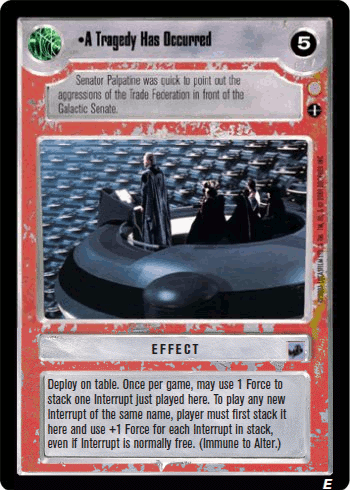 •A Tragedy Has Occurred
5
Senator Palpatine was quick to point out the
aggressions of the Trade Feceration in front of the
Galactic Senate.
EFFECT
Deploy on table. Once per game, may use 1 Force to
stack one Interrupt just played here. To play any new
Interrupt of the same name, player must first stack it
here and use +1 Force for each Interrupt in stack,
even if Interrupt is normally free. (Immune to Alter.)
E